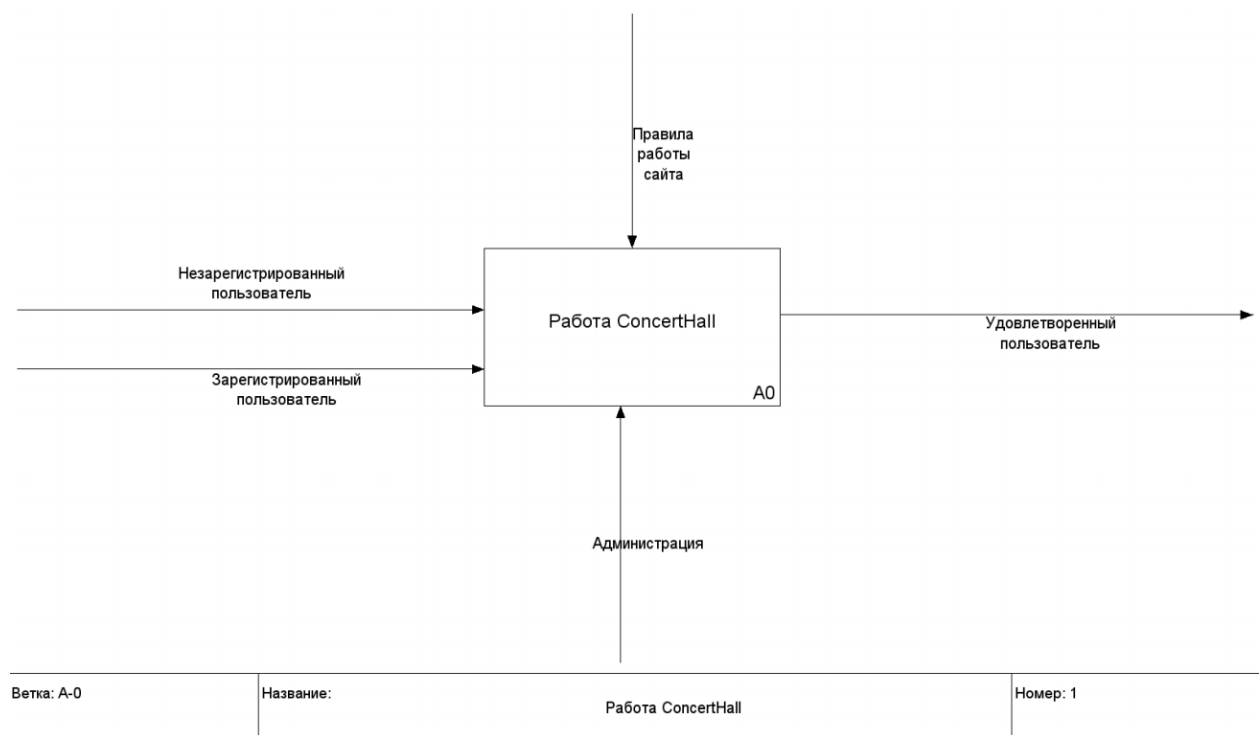 Правила
работы
сайта
Незарегистрированный
пользователь
Работа ConcertHall
Удовлетворенный
пользователь
Зарегистрированный
пользователь
A0
Администрация
Ветка: A-0
Название:
Работа ConcertHall
Номер: 1